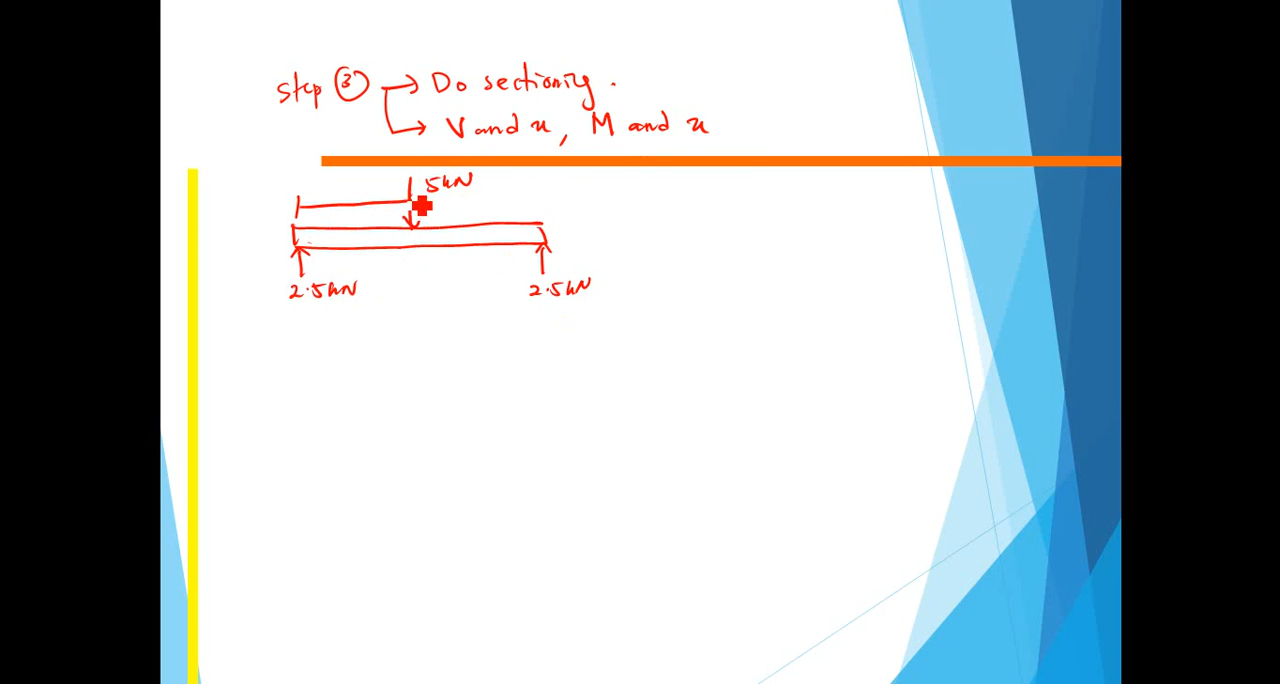 Step ③ → Do sectioning.
→ V and x, M and x
5kN
2.5kN
2.5kN